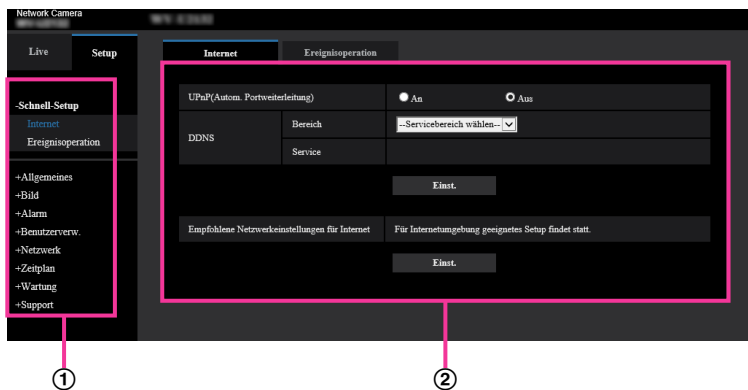 Network Camera
Live
Setup
-Schnell-Setup
Internet
Ereignisoperation
+Allgemeines
+Bild
+Alarm
+Benutzerverw.
+Netzwerk
+Zeitplan
+Wartung
+Support
Internet
Ereignisoperation
UPnP(Autom. Portweiterleitung)
An
Aus
DDNS
Bereich
--Servicebereich wählen--
Service
Einst.
Empfohlene Netzwerkeinstellungen für Internet
Für Internetumgebung geeignetes Setup findet statt.
Einst.
①
②